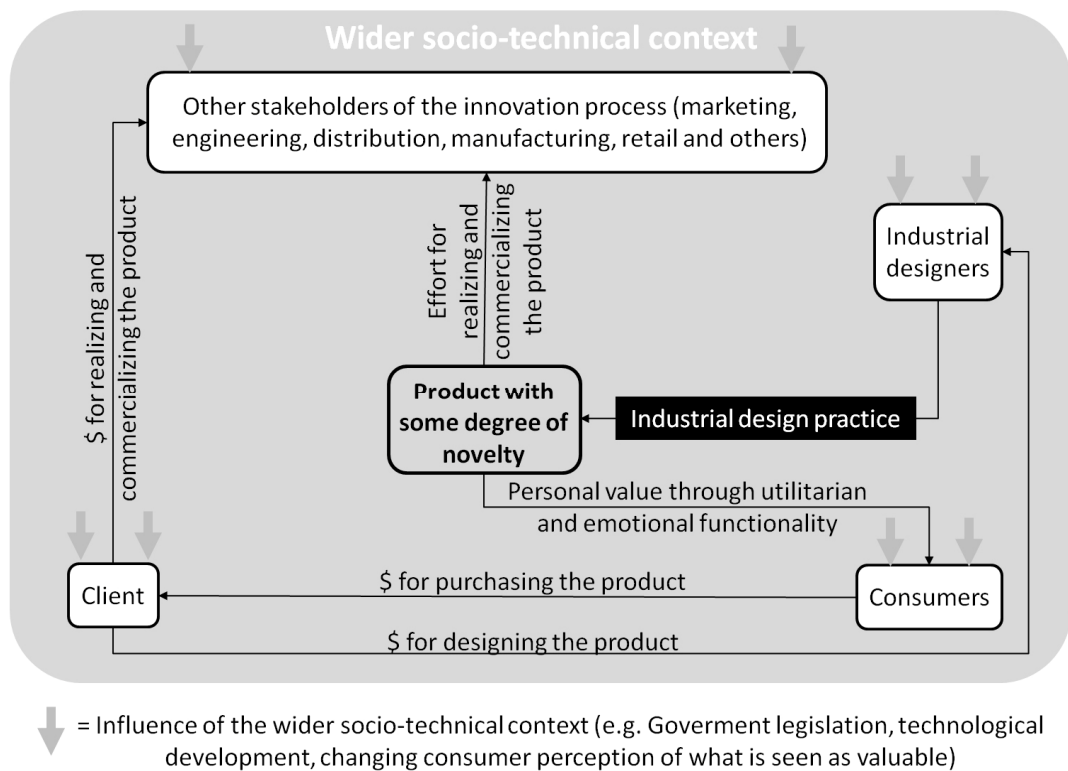 Wider socio-technical context
Other stakeholders of the innovation process (marketing,
engineering, distribution, manufacturing, retail and others)
Industrial
designers
$ for realizing and
commercializing the product
Effort for
realizing and
commercializing
the product
Product with
some degree of
novelty
Industrial design practice
Personal value through utilitarian
and emotional functionality
Client
$ for purchasing the product
Consumers
$ for designing the product
= Influence of the wider socio-technical context (e.g. Goverment legislation, technological
development, changing consumer perception of what is seen as valuable)